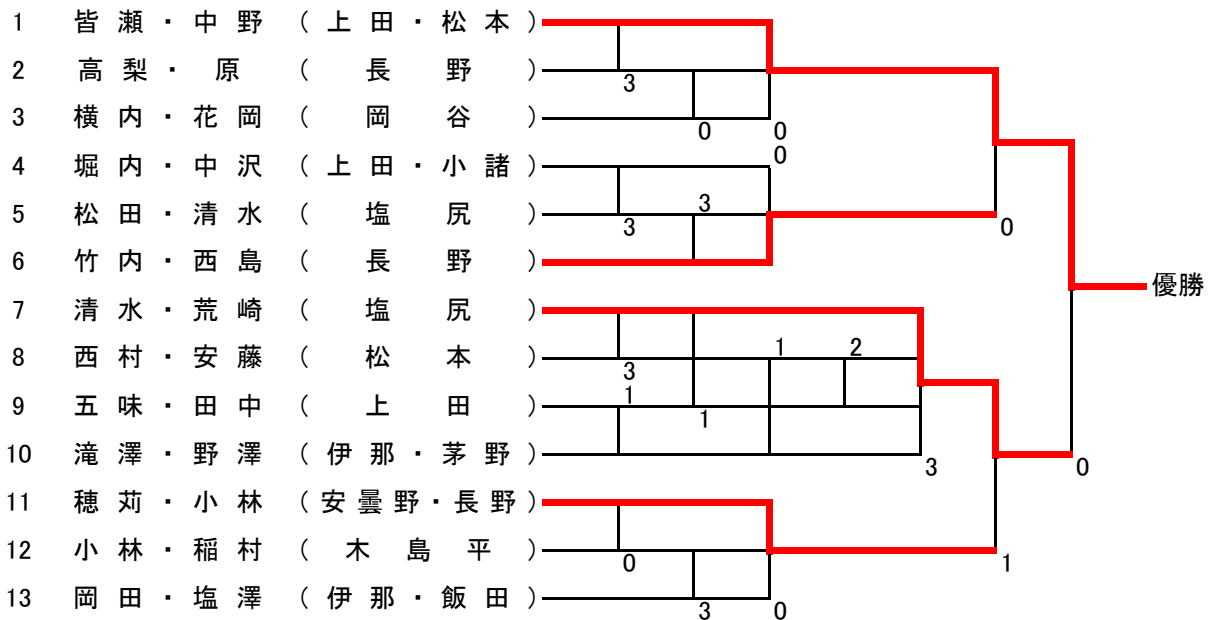 1 皆瀬・中野 (上田・松本)
2 高梨・原 (長野)
3
3 横内・花岡 (岡谷)
0 0
0
4 堀内・中沢 (上田・小諸)
3
5 松田・清水 (塩尻)
3 0
6 竹内・西島 (長野)
優勝
7 清水・荒崎 (塩尻)
1 2
8 西村・安藤 (松本)
3
1
9 五味・田中 (上田)
1
10 滝澤・野澤 (伊那・茅野)
3 0
11 穂苅・小林 (安曇野・長野)
12 小林・稲村 (木島平)
0 1
13 岡田・塩澤 (伊那・飯田)
3 0